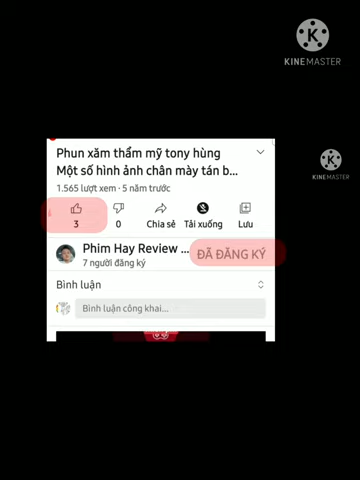 K
KINEMASTER
Phun xăm thẩm mỹ tony hùng
Một số hình ảnh chân mày tán b...
1.565 lượt xem · 5 năm trước
3
0
Chia sẻ
Tải xuống
Lưu
Phim Hay Review ...
7 người đăng ký
ĐÃ ĐĂNG KÝ
Bình luận
Bình luận công khai...
K
KINEMASTER